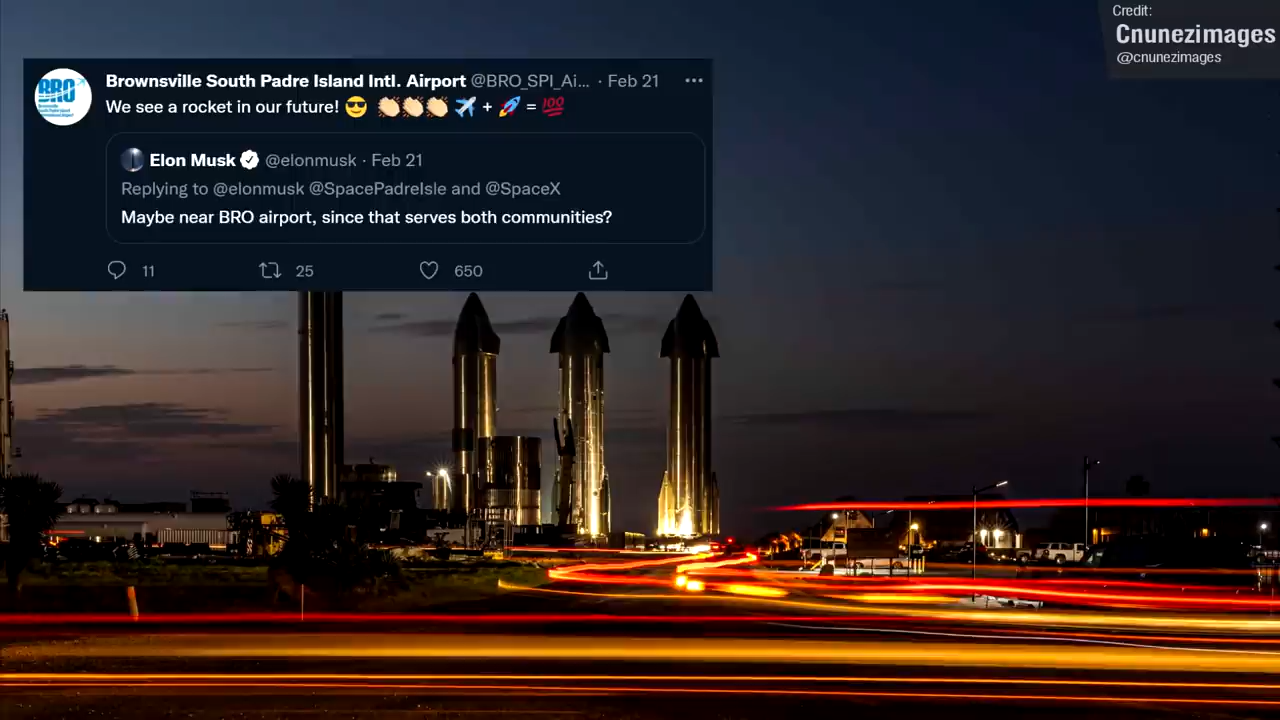 Credit:
Cnunezimages
@cnunezimages
Brownsville South Padre Island Intl. Airport @BRO_SPI_Ai... · Feb 21
We see a rocket in our future! 😎 👏🏻👏🏻👏🏻 ✈️ + 🚀 = 💯
BRO
Elon Musk @elonmusk · Feb 21
Replying to @elonmusk @SpacePadreIsle and @SpaceX
Maybe near BRO airport, since that serves both communities?
11 25 650